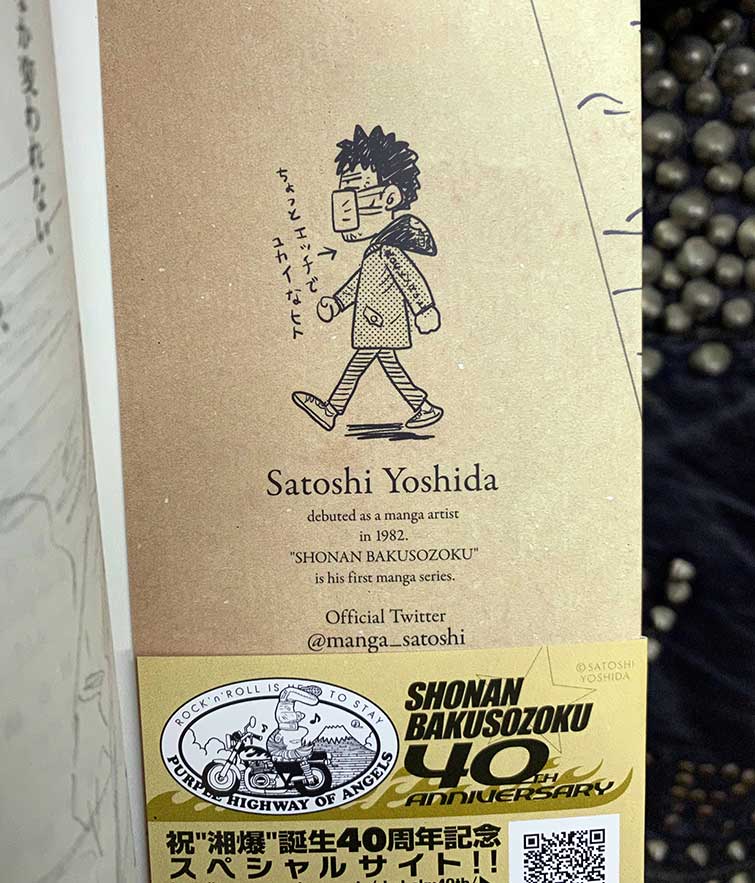 が変われない、
ちょっとエッチで
ユカイなヒト
Satoshi Yoshida
debuted as a manga artist
in 1982.
"SHONAN BAKUSOZOKU"
is his first manga series.
Official Twitter
@manga_satoshi
©SATOSHI
YOSHIDA
ROCK'n'ROLL IS HERE TO STAY
PURPLE HIGHWAY OF ANGELS
SHONAN
BAKUSOZOKU
40TH
ANNIVERSARY
祝"湘爆"誕生40周年記念
スペシャルサイト!!